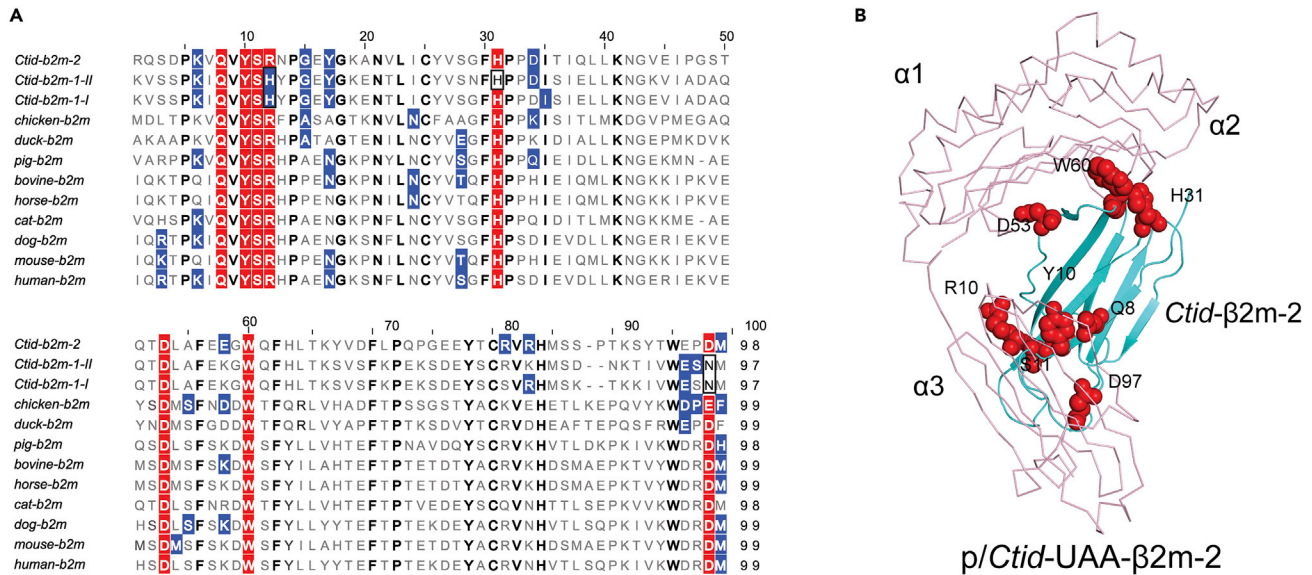 A
10 20 30 40 50
Ctid-b2m-2 RQSDPKVQVYSRNPGEYGKANVLICYVSGFHPPDITIQLLKNGVEIPGST
Ctid-b2m-1-II KVSSPKIQVYSHYPGEYGKENTLICYVSNFHPPDISIELLKNGKVIADAQ
Ctid-b2m-1-I KVSSPKIQVYSHYPGEYGKENTLICYVSGFHPPDISIELLKNGKVIADAQ
chicken-b2m MDLTPKVQVYSRFPASAGTKNVLNCFAAGFHPPKISITLMKDGVPMEGAQ
duck-b2m AKAAPKVQVYSRHPATAGTENILNCYVEGFHPPKIDIALLKNGEPMKDVK
pig-b2m VARPPKVQVYSRHPAENGKPNYLNCYVSGFHPPQIEIDLLKNGEKMN-AE
bovine-b2m IQKTPQIQVYSRHPPENGKPNILNCYVTQFHPPHIEIQMLKNGKKIPKVE
horse-b2m IQKTPQIQVYSRHPPENGKPNILNCYVTQFHPPHIEIQMLKNGKKIPKVE
cat-b2m VQHSPKVQVYSRHPAENGKPNFLNCYVSGFHPPQIDITLMKNGKKME-AE
dog-b2m IQRTPKIQVYSRHPAENGKSNFLNCYVSGFHPSDIEVDLLKNGERIEKVE
mouse-b2m IQKTPQIQVYSRHPPENGKPNILNCYVTQFHPPHIEIQMLKNGKKIPKVE
human-b2m IQRTPKIQVYSRHPAENGKSNFLNCYVSGFHPSDIEVDLLKNGERIEKVE
60 70 80 90 100
Ctid-b2m-2 QTDLAFEEGWQFHLTKYVDFLPQPGEEYTCRVRHMSS-PTKSYTWEPDM 98
Ctid-b2m-1-II QTDLAFEKGWQFHLTKSVSFKPEKSDEYSCRVKHMSD--NKTIVWESNM 97
Ctid-b2m-1-I QTDLAFEKGWQFHLTKSVSFKPEKSDEYSCRVRHMSK--TKKIVWESNM 97
chicken-b2m YSDMSFNDDWTFQRLVHADFTPSSGSTYACKVEHETLKEPQVYKWDPEF 99
duck-b2m YNDMSFGDDWTFQRLVYAPFTPTKSDVYTCRVDHEAFTEPQSFRWEPDF 99
pig-b2m QSDLSFSKDWSFYLLVHTEFTPNAVDQYSCRVKHVTLDKPKIVKWDRDH 98
bovine-b2m MSDMSFSKDWSFYILAHTEFTPTETDTYACRVKHDSMAEPKTVYWDRDM 99
horse-b2m MSDMSFSKDWSFYILAHTEFTPTETDTYACRVKHDSMAEPKTVYWDRDM 99
cat-b2m QTDLSFNRDWTFYLLVHTEFTPTVKDEYSCQVNHTTLSEPKVVKWDRDM 98
dog-b2m HSDLSFSKDWSFYLLYYTEFTPTEKDEYACRVNHVTLSQPKIVKWDRDM 99
mouse-b2m MSDMSFSKDWSFYILAHTEFTPTETDTYACRVKHDSMAEPKTVYWDRDM 99
human-b2m HSDLSFSKDWSFYLLYYTEFTPTEKDEYACRVNHVTLSQPKIVKWDRDM 99
B
α1
α2
W60
H31
D53
Y10
R10
Q8
Ctid-β2m-2
S11
D97
α3
p/Ctid-UAA-β2m-2